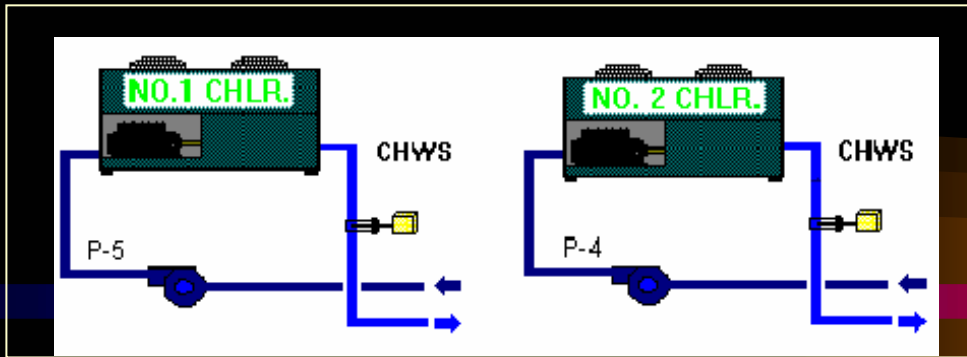 NO.1 CHLR.
CHWS
P-5
NO. 2 CHLR.
CHWS
P-4